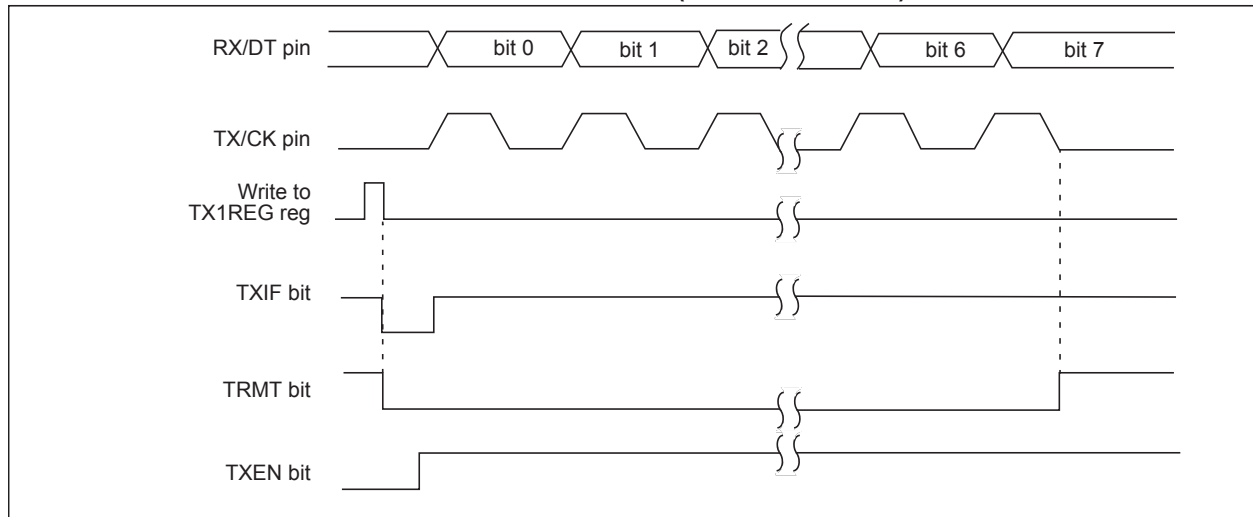 RX/DT pin
bit 0 bit 1 bit 2 bit 6 bit 7
TX/CK pin
Write to
TX1REG reg
TXIF bit
TRMT bit
TXEN bit